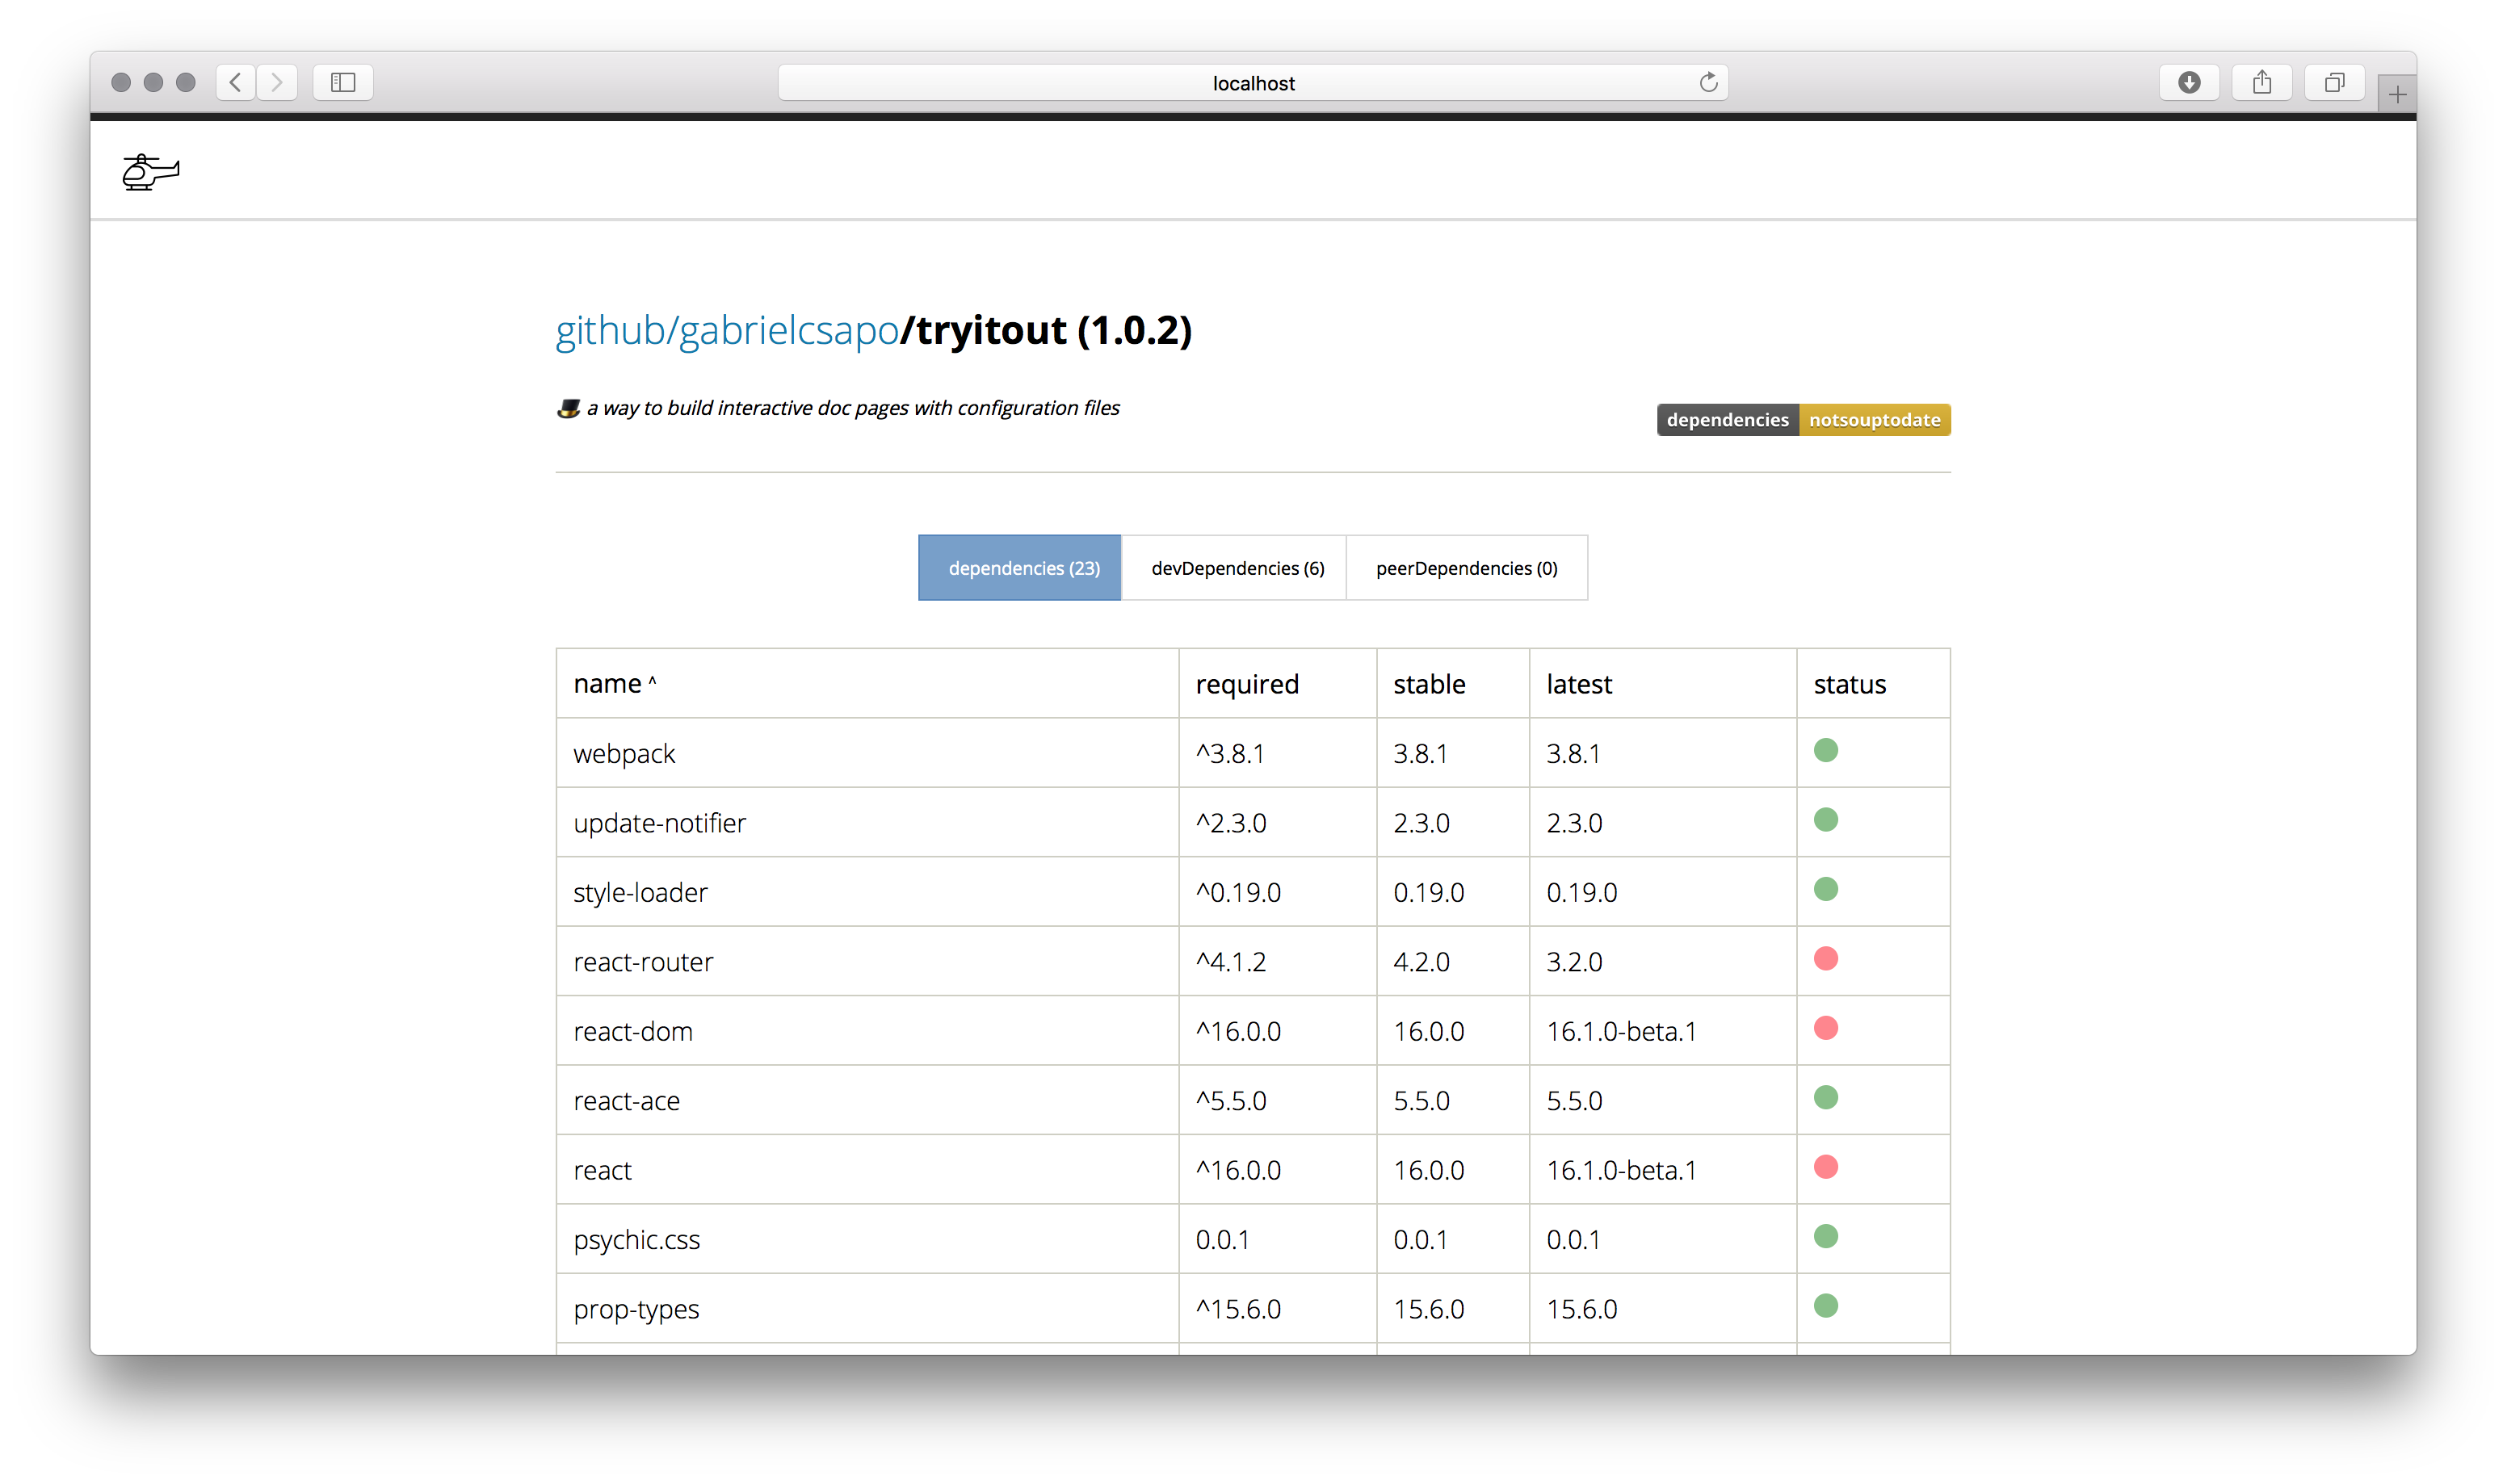 localhost
github/gabrielcsapo/tryitout (1.0.2)
🎩 a way to build interactive doc pages with configuration files
dependencies notsouptodate
dependencies (23) devDependencies (6) peerDependencies (0)
name ^ required stable latest status
webpack ^3.8.1 3.8.1 3.8.1
update-notifier ^2.3.0 2.3.0 2.3.0
style-loader ^0.19.0 0.19.0 0.19.0
react-router ^4.1.2 4.2.0 3.2.0
react-dom ^16.0.0 16.0.0 16.1.0-beta.1
react-ace ^5.5.0 5.5.0 5.5.0
react ^16.0.0 16.0.0 16.1.0-beta.1
psychic.css 0.0.1 0.0.1 0.0.1
prop-types ^15.6.0 15.6.0 15.6.0